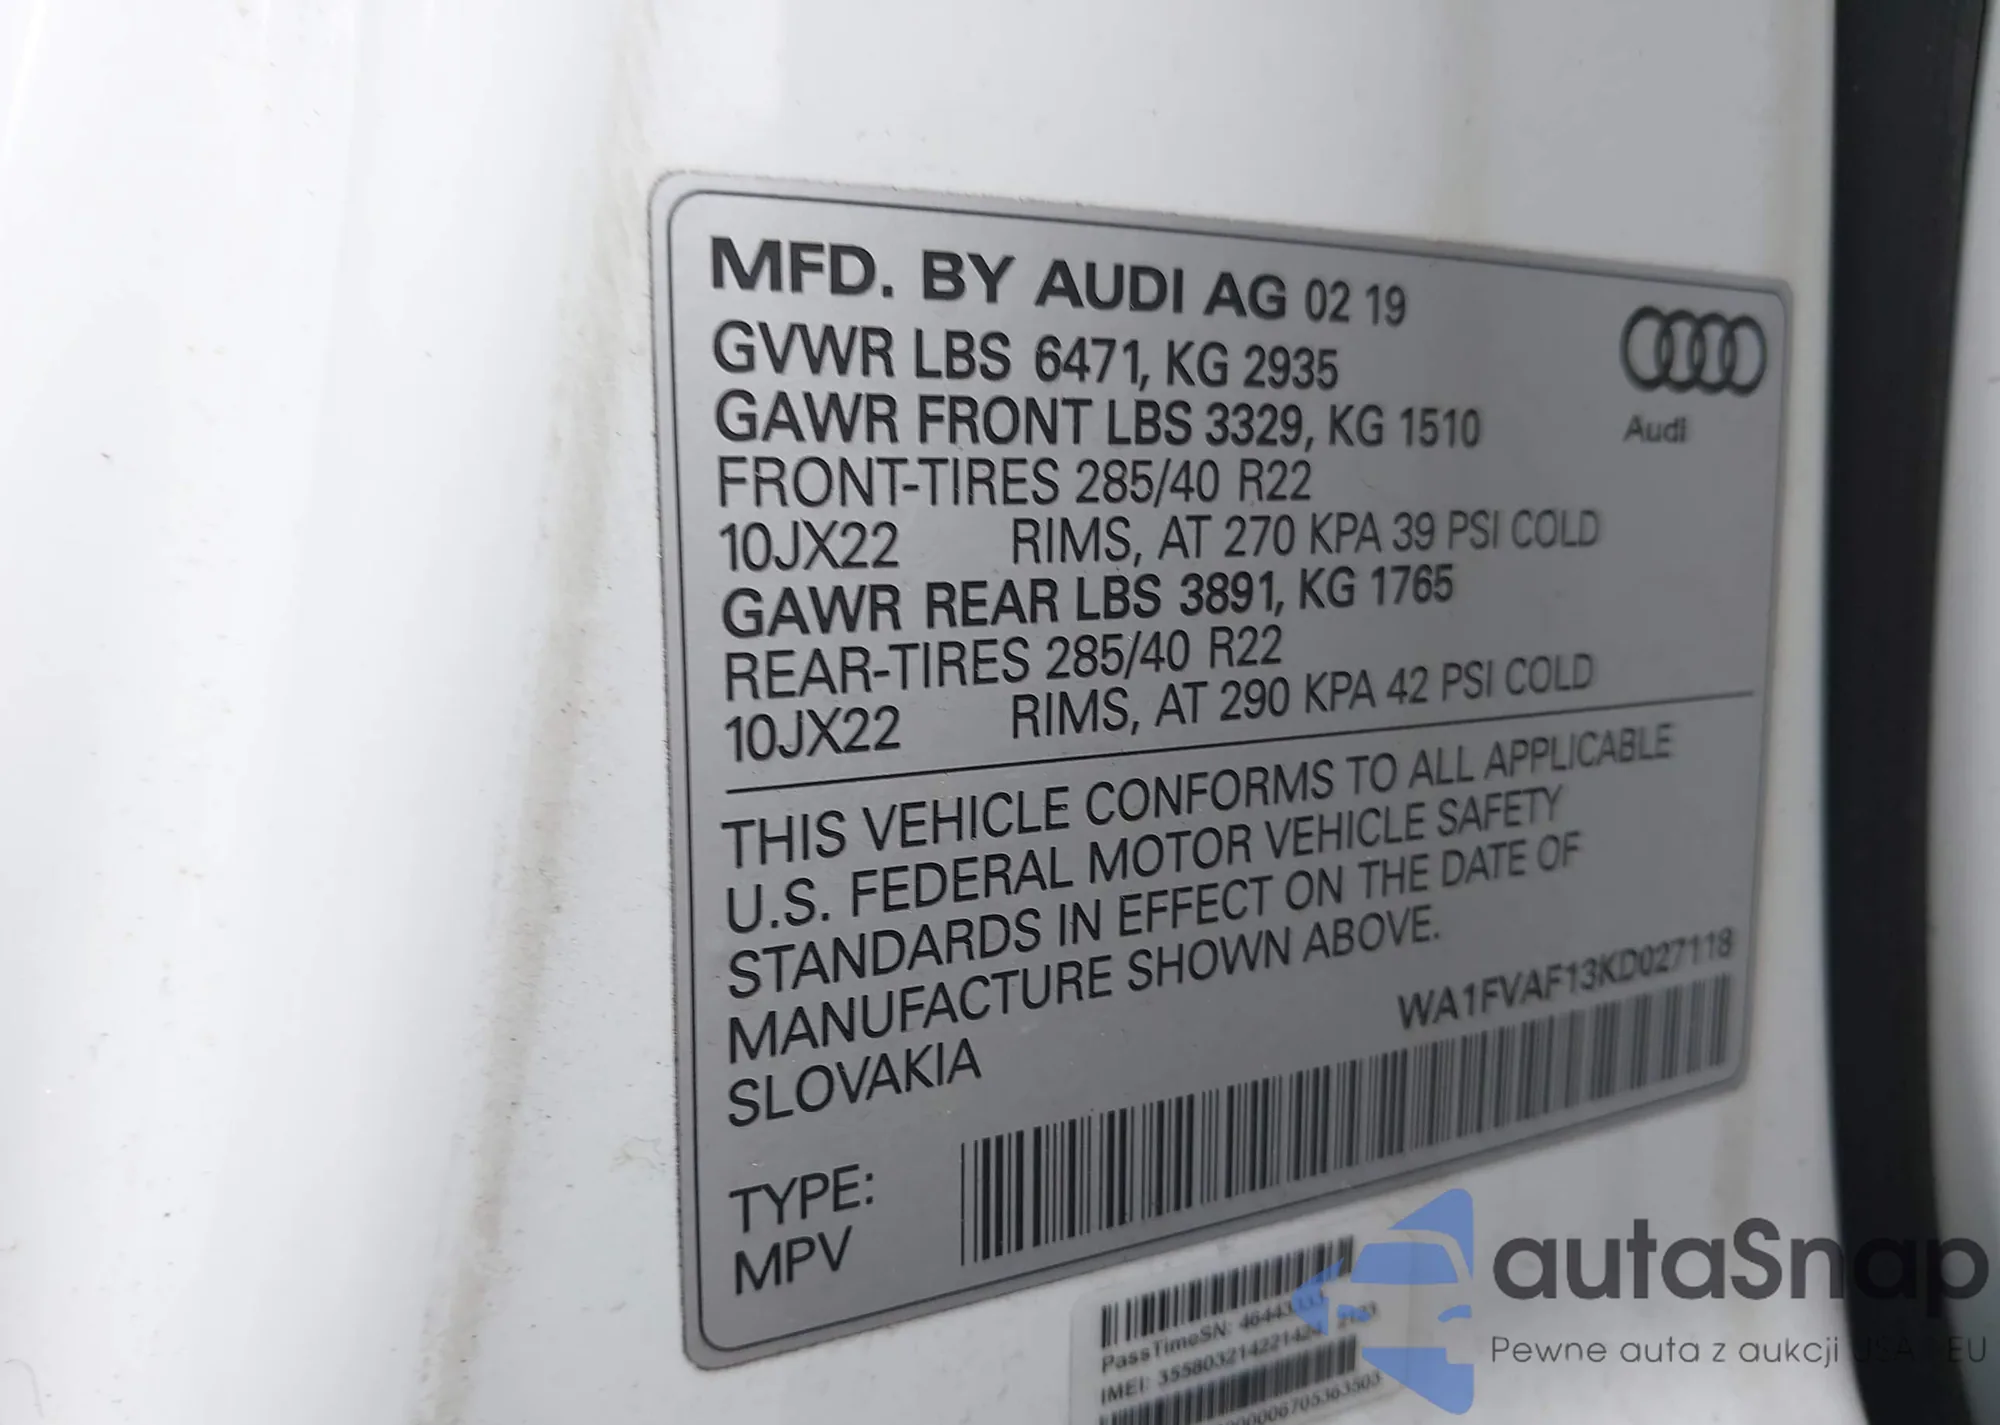 MFD. BY AUDI AG 02 19
GVWR LBS 6471, KG 2935
GAWR FRONT LBS 3329, KG 1510
FRONT-TIRES 285/40 R22
10JX22 RIMS, AT 270 KPA 39 PSI COLD
GAWR REAR LBS 3891, KG 1765
REAR-TIRES 285/40 R22
10JX22 RIMS, AT 290 KPA 42 PSI COLD
Audi
THIS VEHICLE CONFORMS TO ALL APPLICABLE
U.S. FEDERAL MOTOR VEHICLE SAFETY
STANDARDS IN EFFECT ON THE DATE OF
MANUFACTURE SHOWN ABOVE.
SLOVAKIA
WA1FVAF13KD027118
TYPE:
MPV
PassTimeSN:
IMEI:
autaSnap
Pewne auta z aukcji USA i EU